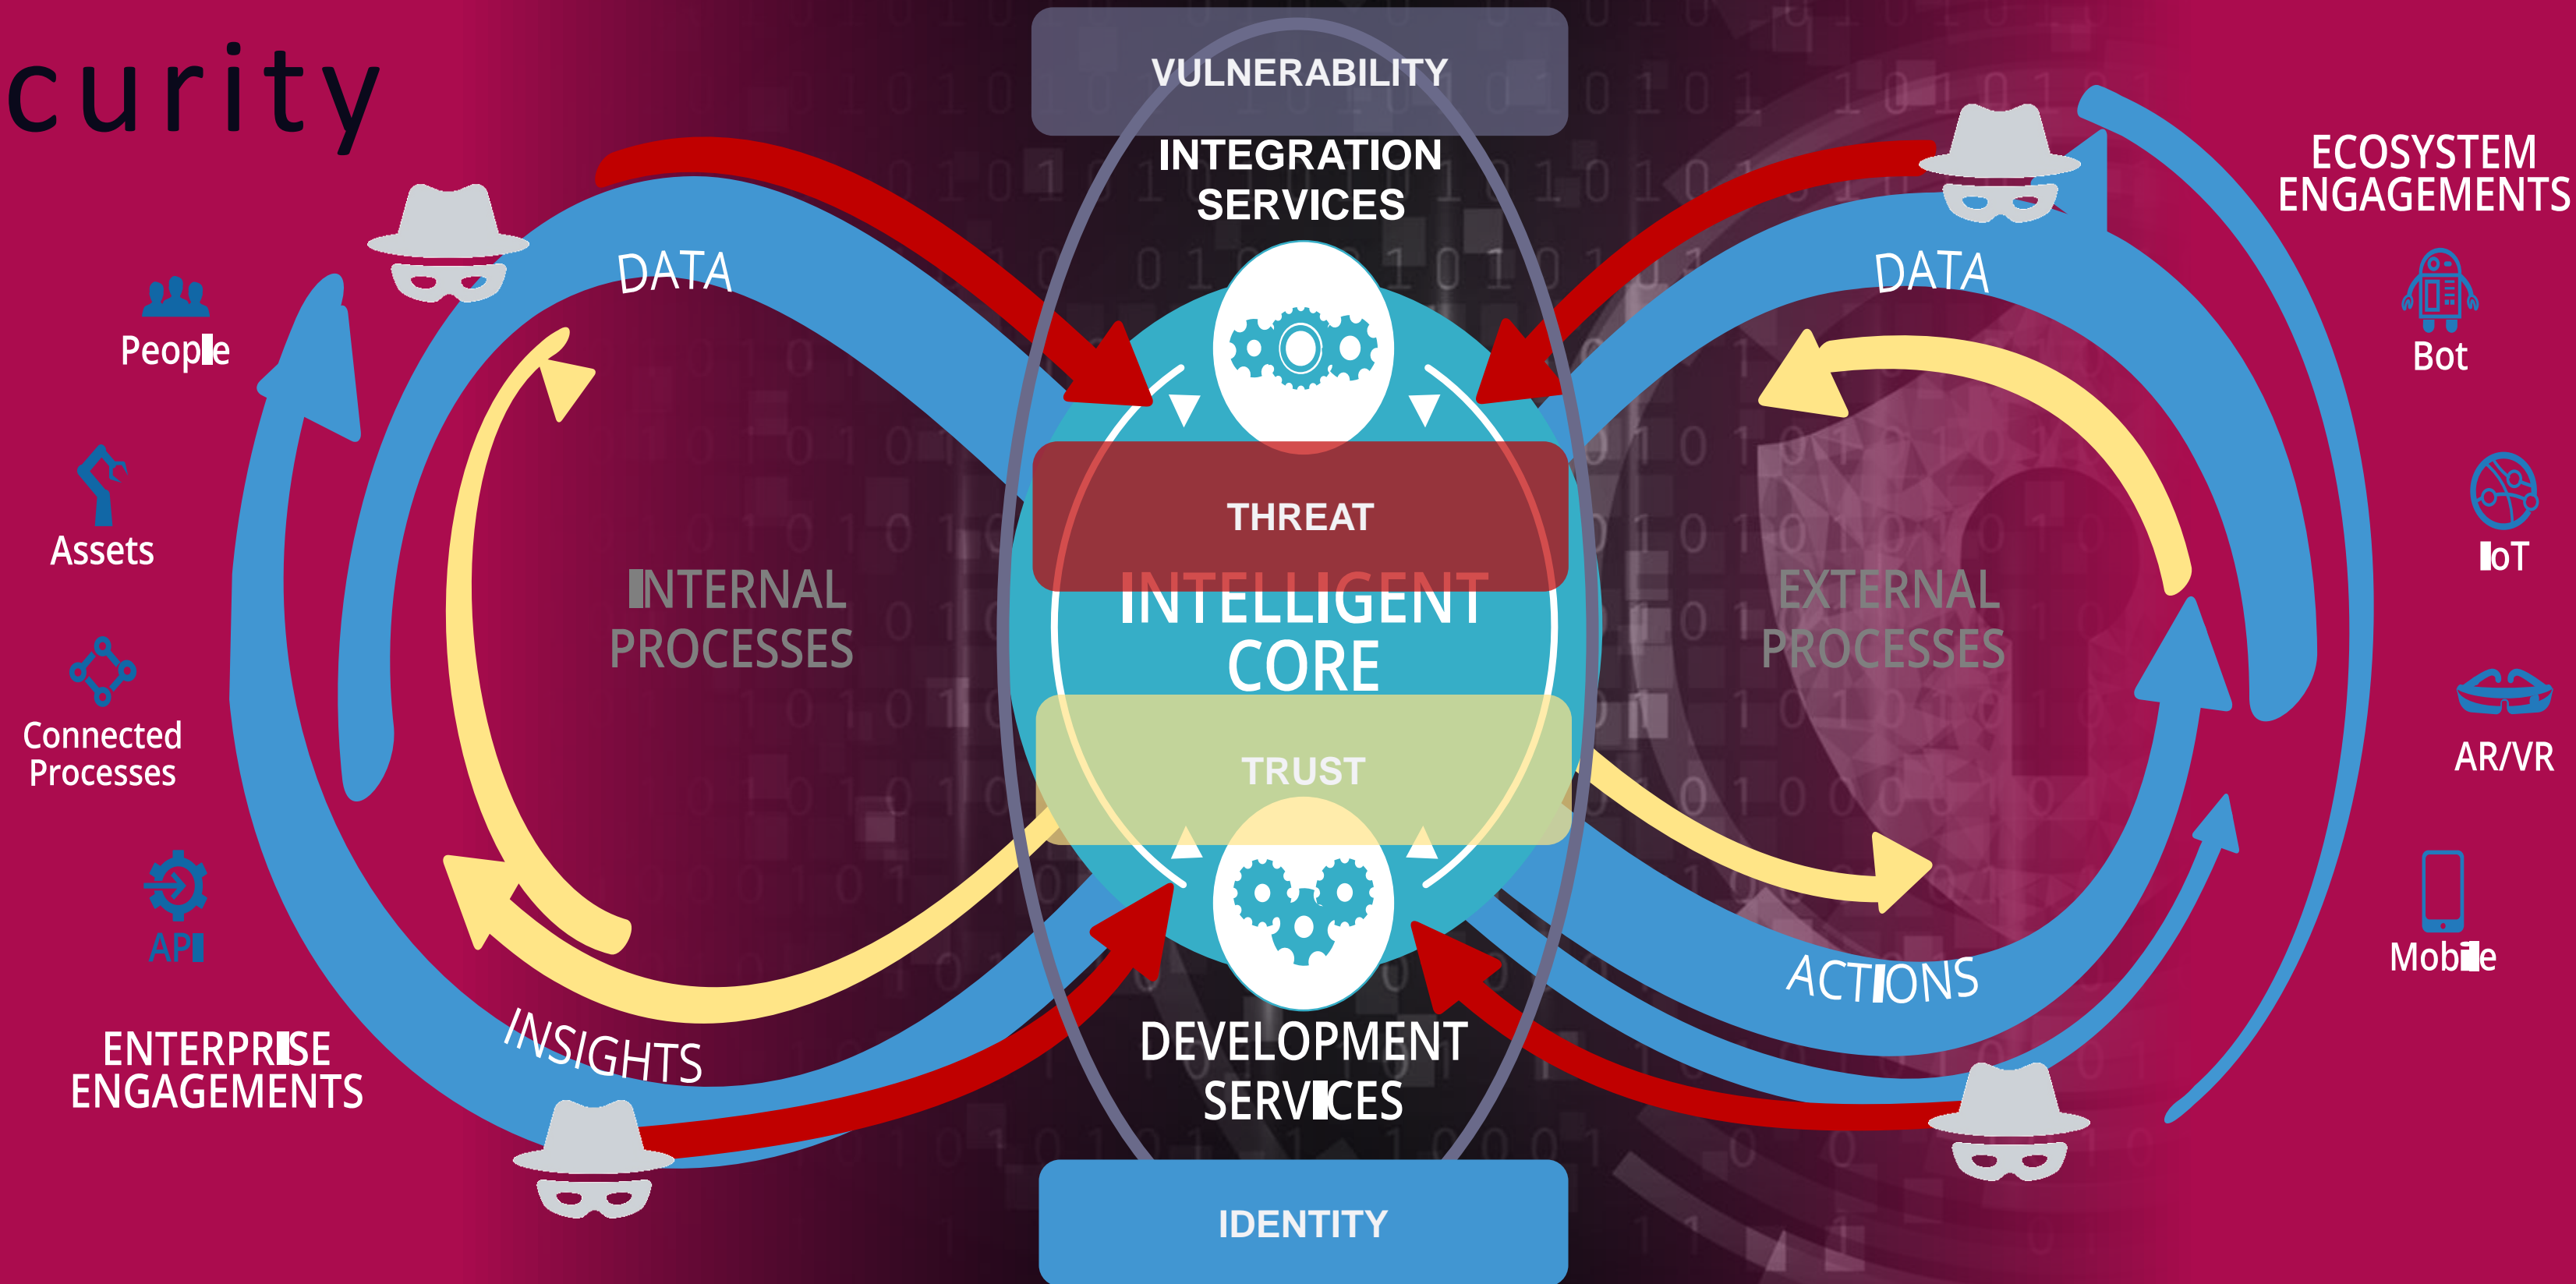 curity
VULNERABILITY
INTEGRATION
SERVICES
ECOSYSTEM
ENGAGEMENTS
DATA
DATA
People
Bot
Assets
IoT
THREAT
INTERNAL
PROCESSES
INTELLIGENT
CORE
EXTERNAL
PROCESSES
Connected
Processes
AR/VR
TRUST
API
Mobile
INSIGHTS
ACTIONS
ENTERPRISE
ENGAGEMENTS
DEVELOPMENT
SERVICES
IDENTITY